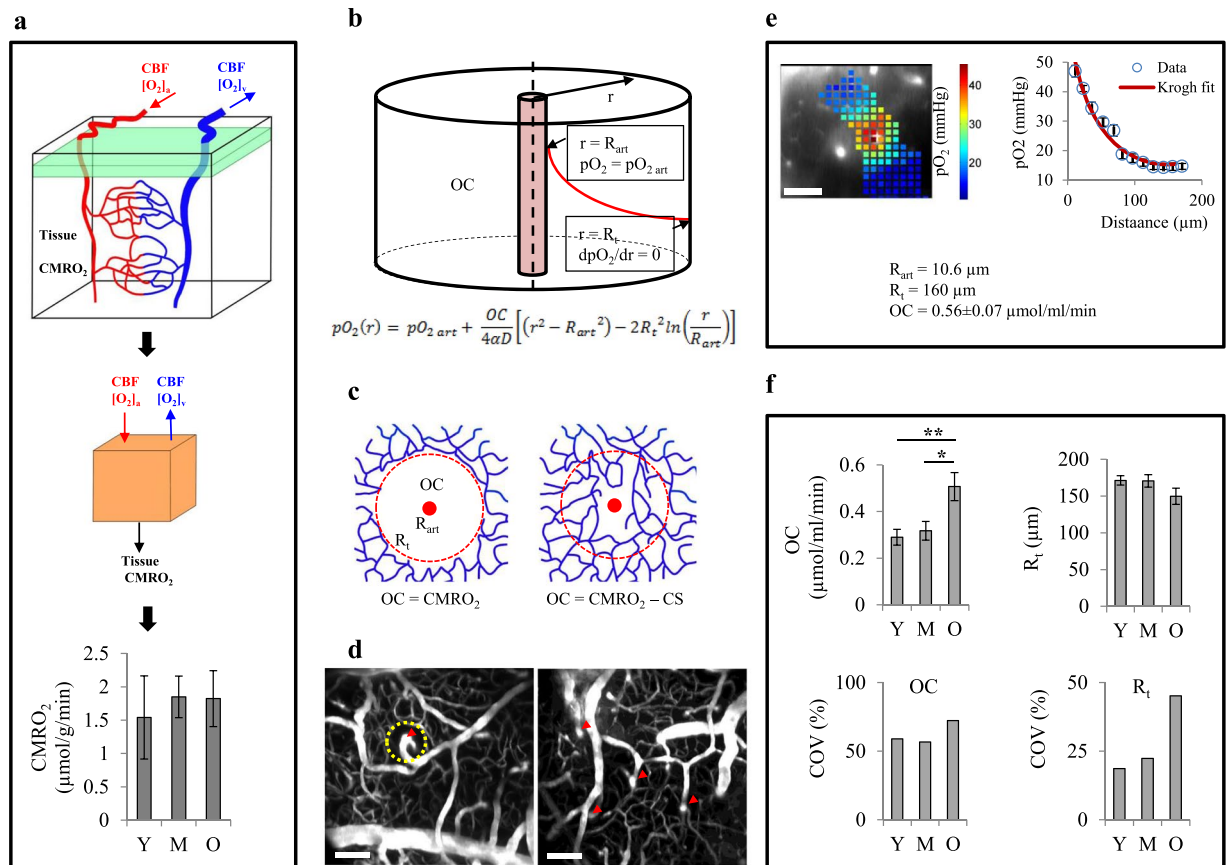 a
CBF
[O2]a
CBF
[O2]v
Tissue
CMRO2
CBF
[O2]a
CBF
[O2]v
Tissue
CMRO2
CMRO2
(µmol/g/min)
2.5
2
1.5
1
0.5
0
Y M O
b
r
OC
r = Rart
pO2 = pO2 art
r = Rt
dpO2/dr = 0
pO2(r) = pO2 art + OC/4αD [(r² − Rart²) − 2Rt² ln(r/Rart)]
c
OC
Rart
Rt
OC = CMRO2
OC = CMRO2 – CS
d
e
pO2 (mmHg)
40
30
20
pO2 (mmHg)
50
40
30
20
10
0 100 200
Distaance (µm)
Data
Krogh fit
Rart = 10.6 µm
Rt = 160 µm
OC = 0.56±0.07 µmol/ml/min
f
**
*
OC
(µmol/ml/min)
0.6
0.4
0.2
0
Y M O
Rt (µm)
200
150
100
50
0
Y M O
OC
COV (%)
100
50
0
Y M O
Rt
COV (%)
50
25
0
Y M O